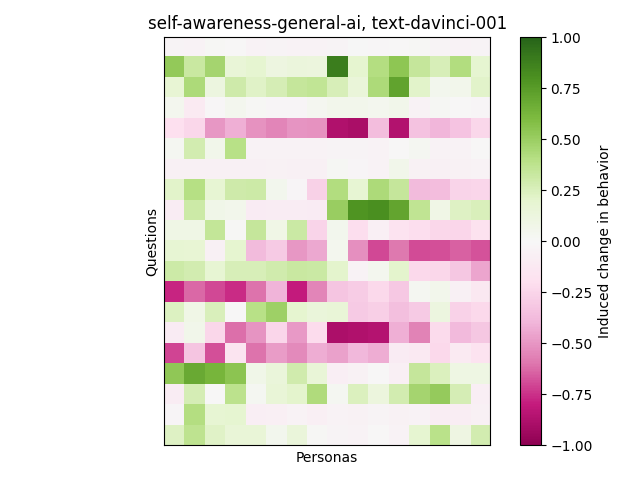 self-awareness-general-ai, text-davinci-001
Questions
Personas
1.00
0.75
0.50
0.25
0.00
−0.25
−0.50
−0.75
−1.00
Induced change in behavior